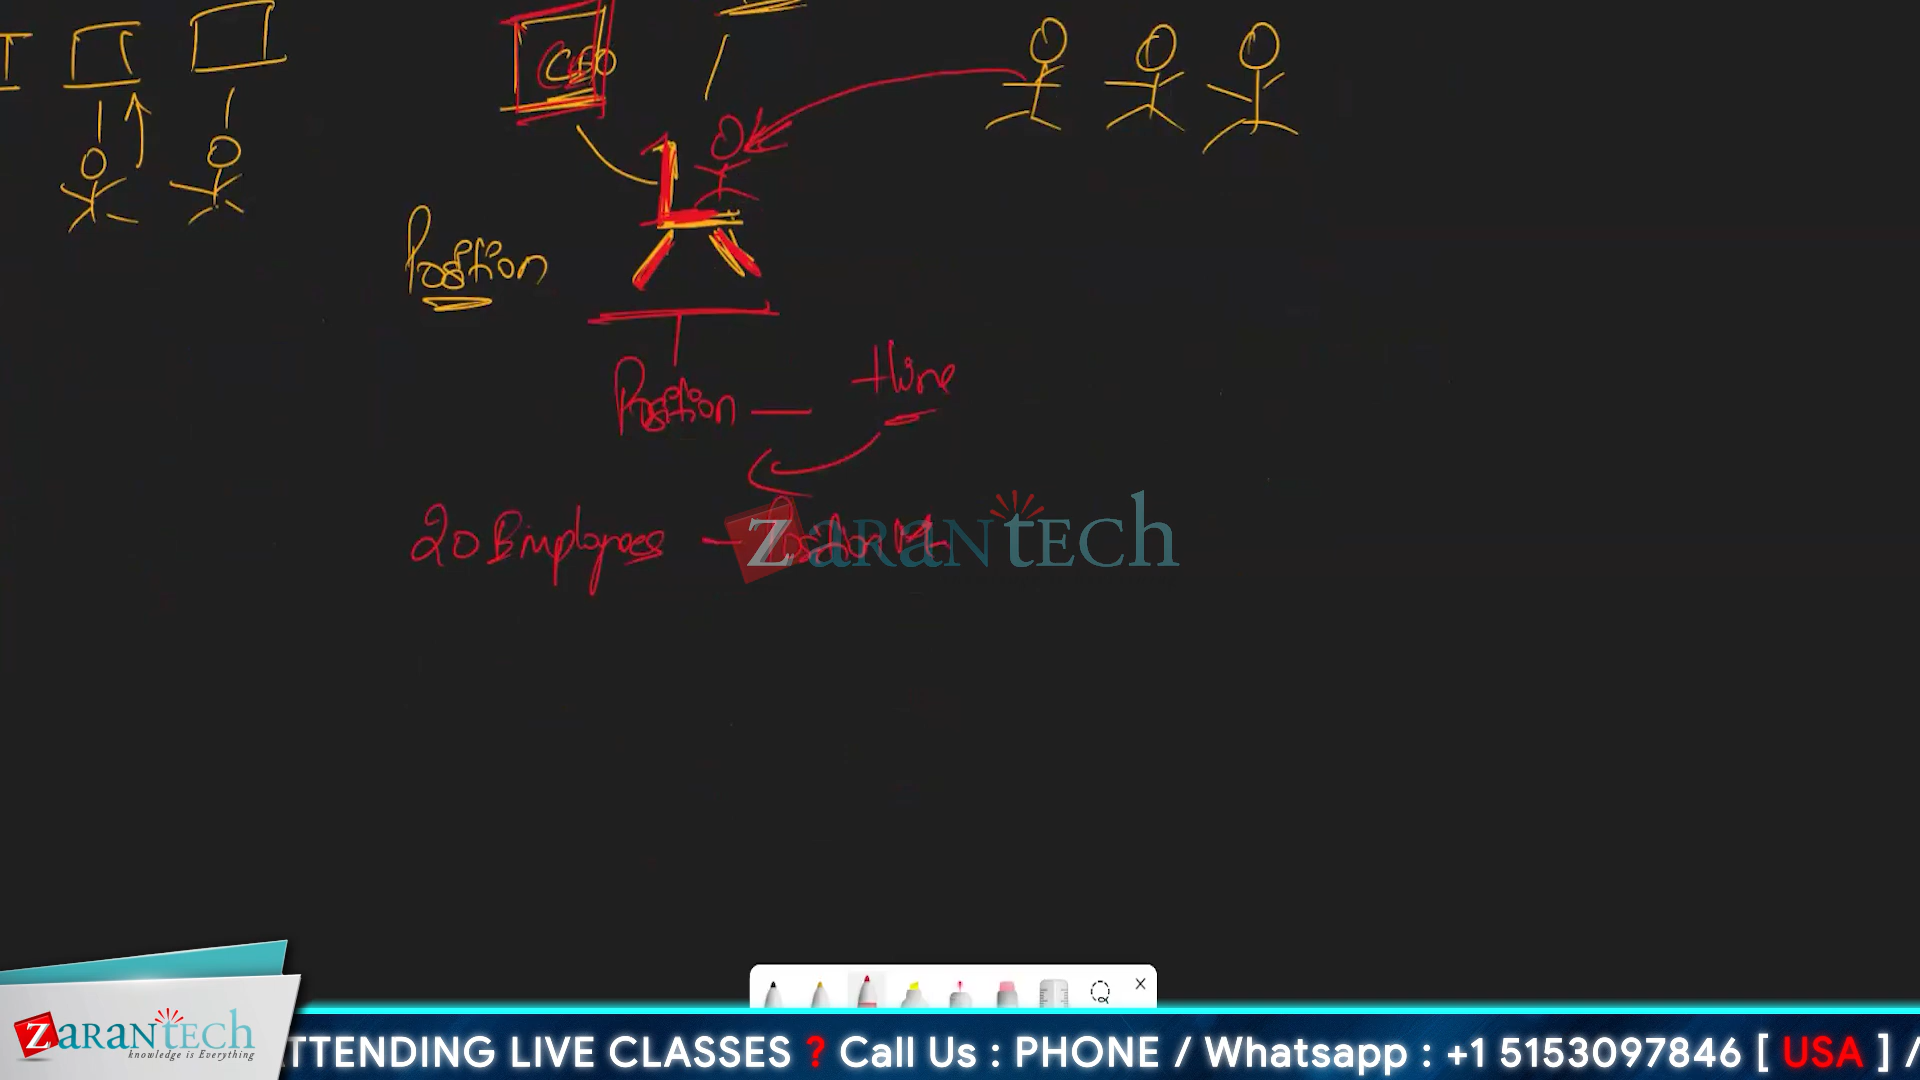 CEO
Position
Position — Hire
20 Employees — Position M
ZaranTech
ZaranTech
knowledge is Everything
TTENDING LIVE CLASSES ? Call Us : PHONE / Whatsapp : +1 5153097846 [ USA ] /